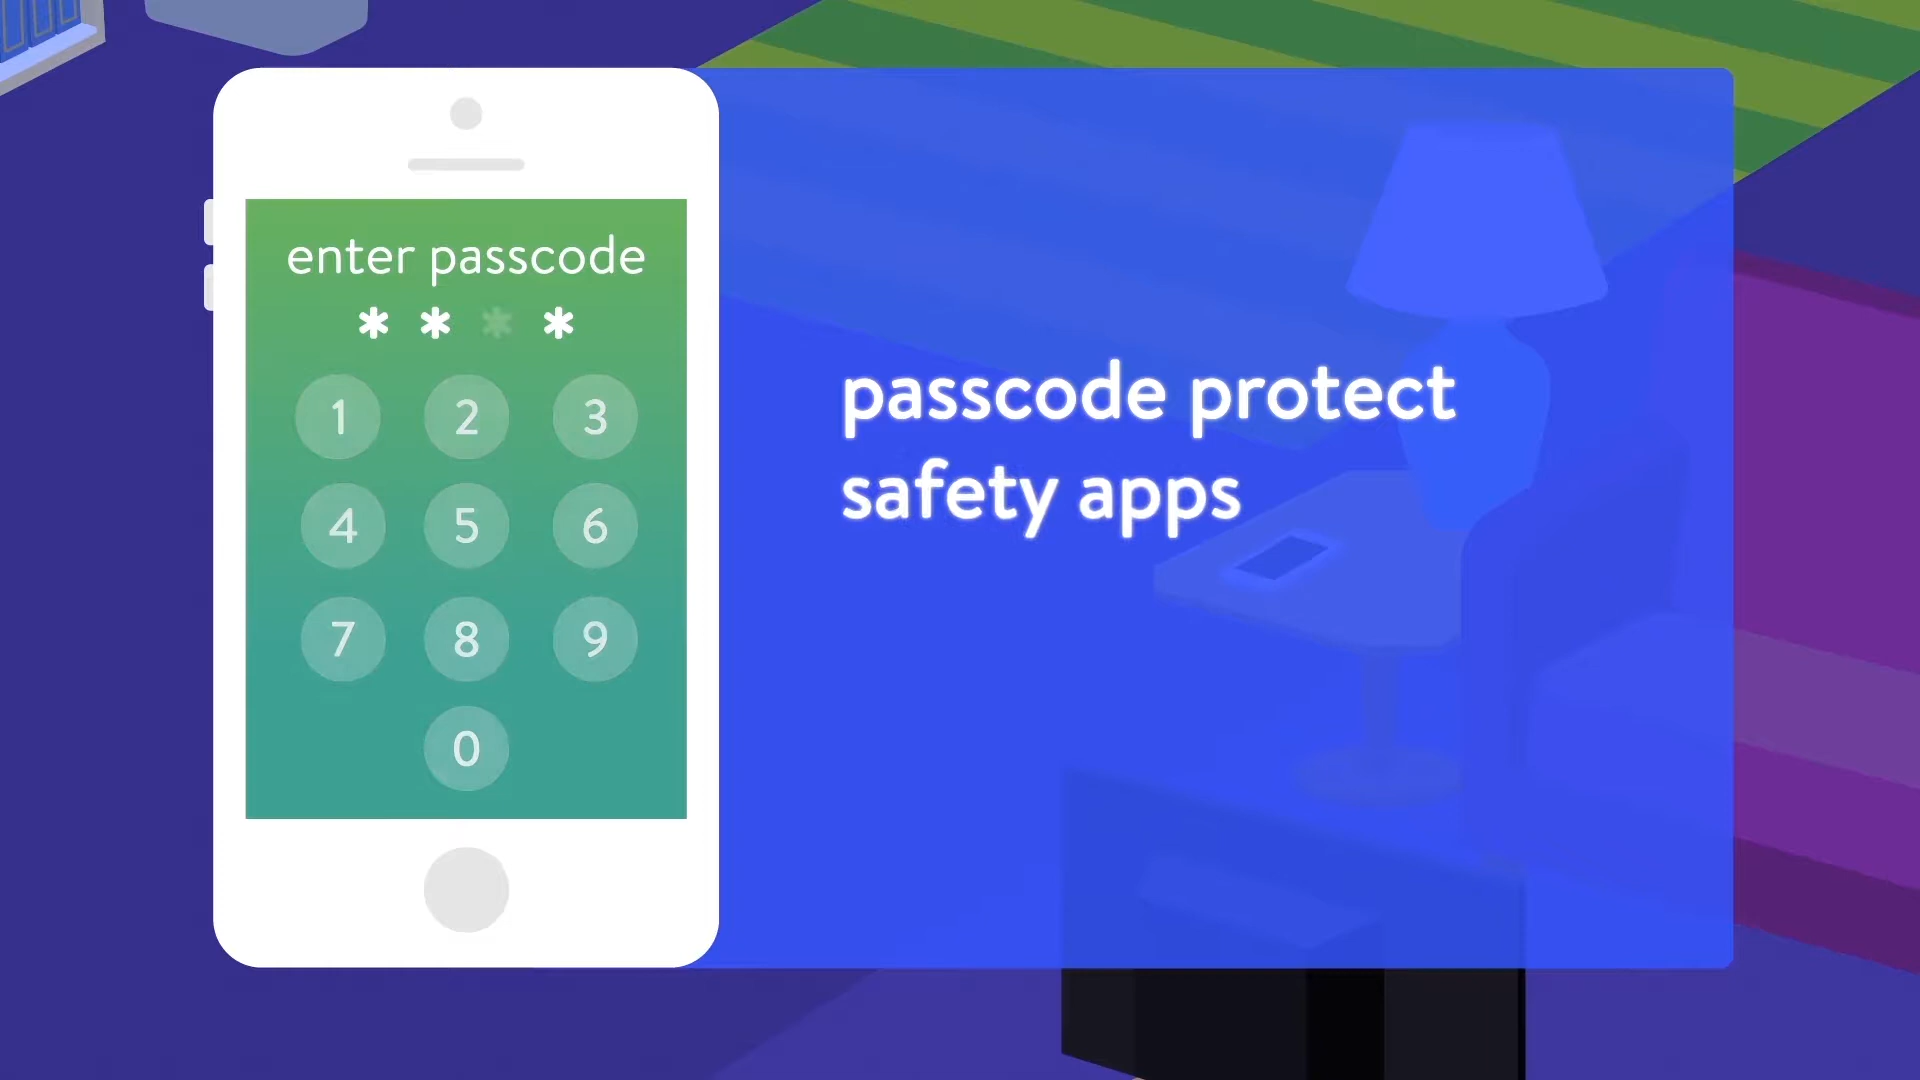 enter passcode
* * * *
1 2 3
4 5 6
7 8 9
0
passcode protect
safety apps